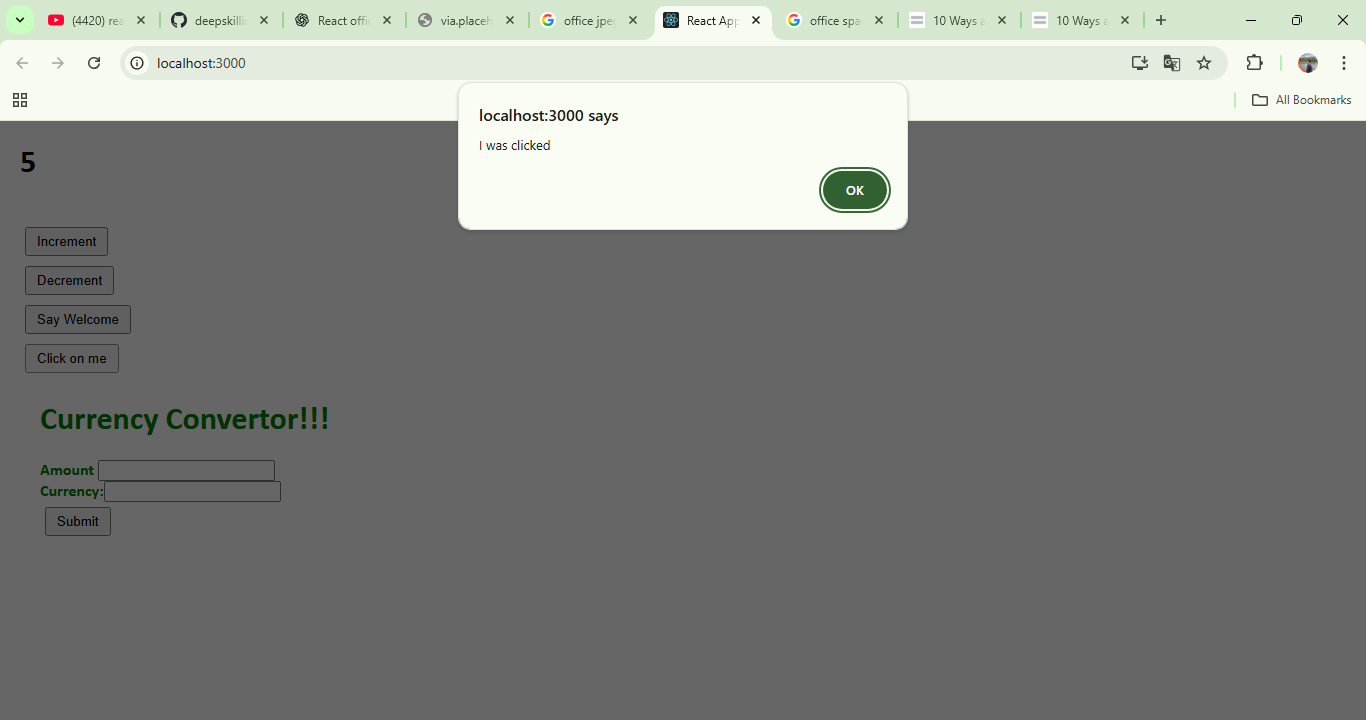 (4420) rea
deepskillin
React offi
via.placeh
office jpe
React App
office spa
10 Ways a
10 Ways a
localhost:3000
All Bookmarks
localhost:3000 says
I was clicked
OK
5
Increment
Decrement
Say Welcome
Click on me
Currency Convertor!!!
Amount
Currency:
Submit